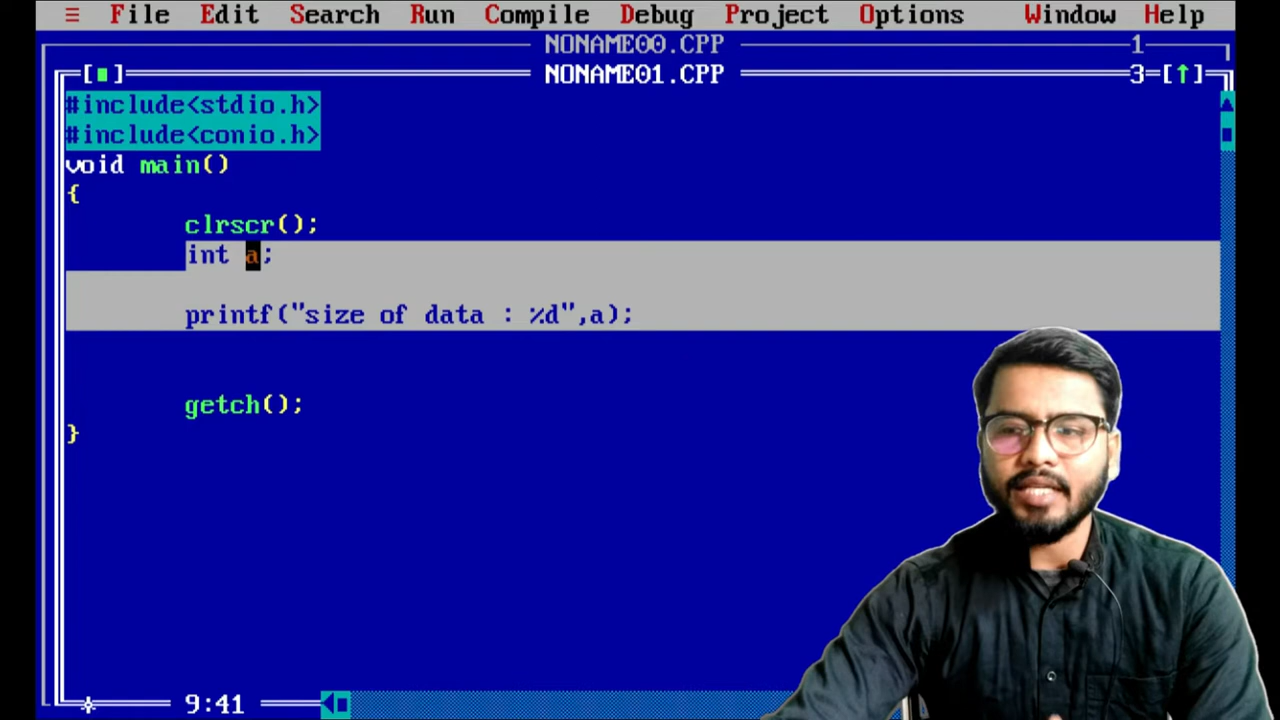 ≡ File Edit Search Run Compile Debug Project Options Window Help
NONAME00.CPP 1
[■] NONAME01.CPP 3=[↑]
#include<stdio.h>
#include<conio.h>
void main()
{
clrscr();
int a;
printf("size of data : %d",a);
getch();
}
9:41